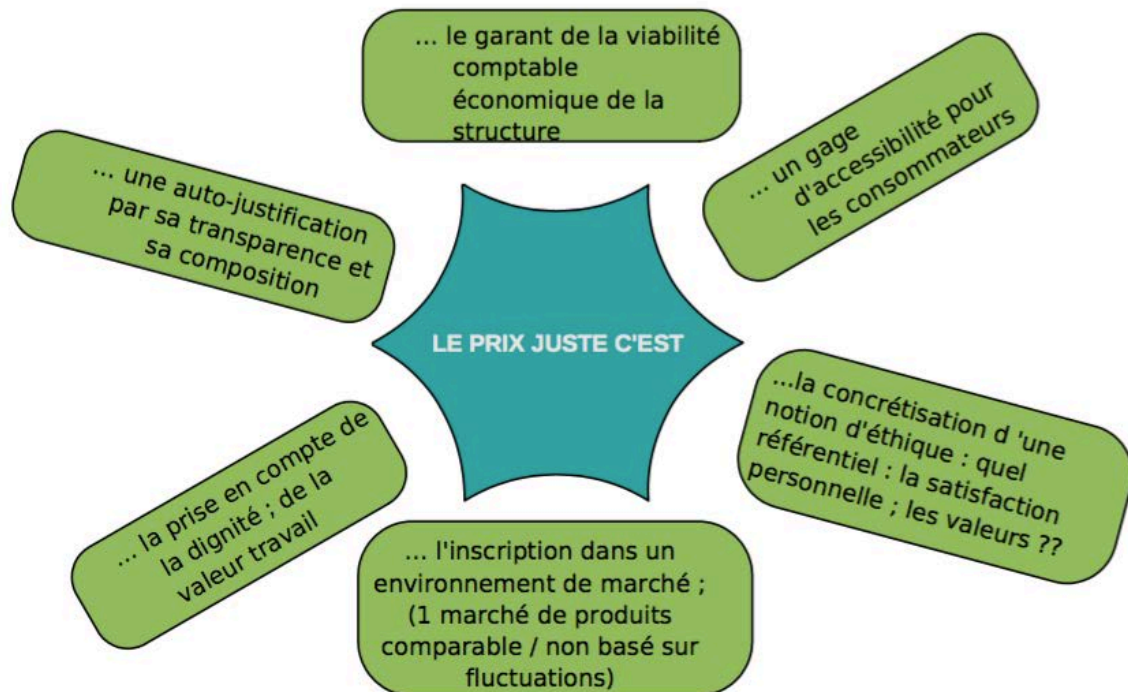 ... le garant de la viabilité
comptable
économique de la
structure
... un gage
d'accessibilité pour
les consommateurs
... une auto-justification
par sa transparence et
sa composition
LE PRIX JUSTE C'EST
...la concrétisation d 'une
notion d'éthique : quel
référentiel : la satisfaction
personnelle ; les valeurs ??
... la prise en compte de
la dignité ; de la
valeur travail
... l'inscription dans un
environnement de marché ;
(1 marché de produits
comparable / non basé sur
fluctuations)